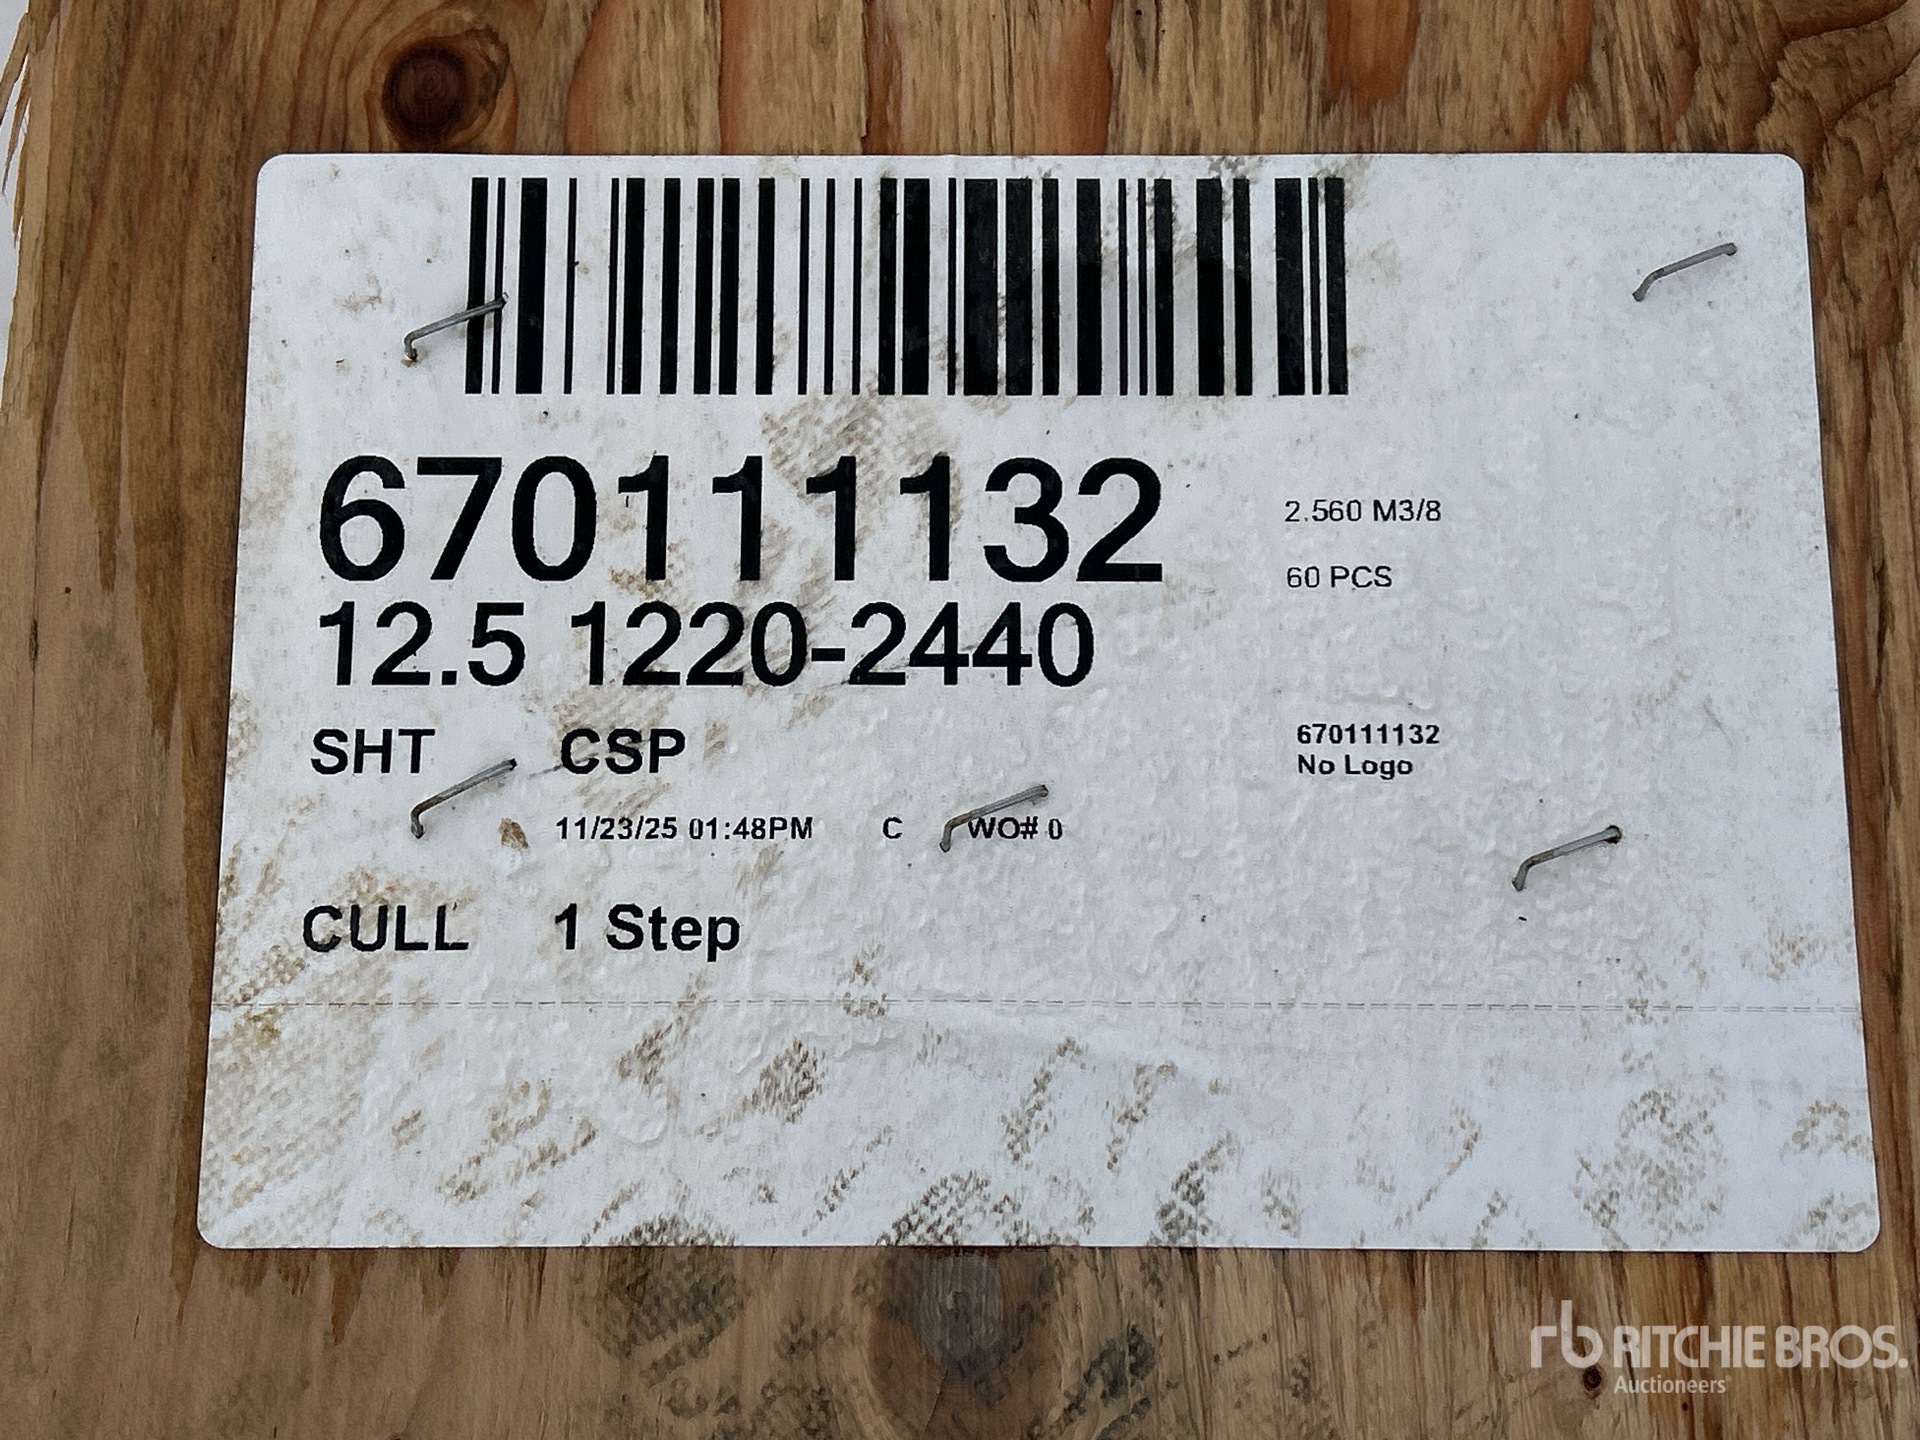 670111132
2.560 M3/8
60 PCS
12.5 1220-2440
SHT CSP
670111132
No Logo
11/23/25 01:48PM C WO# 0
CULL 1 Step
rb RITCHIE BROS.
Auctioneers